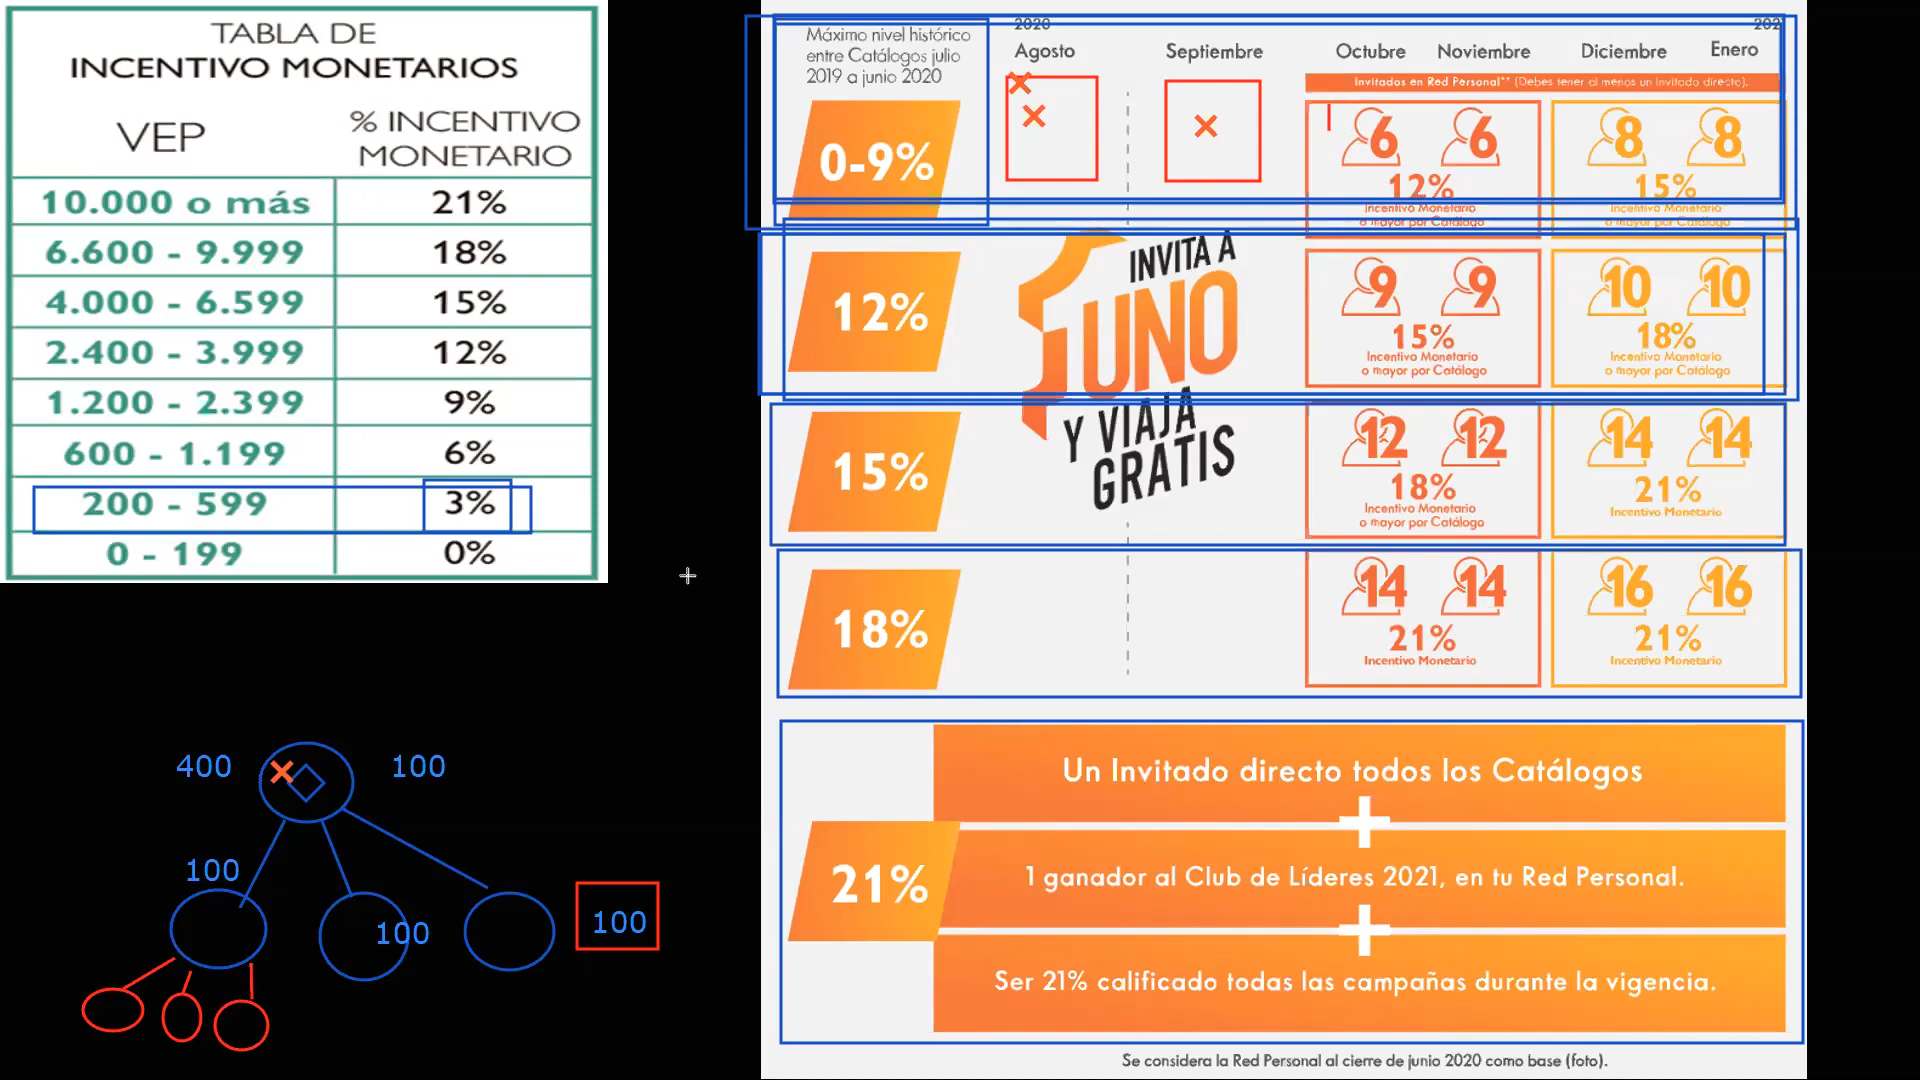 TABLA DE
INCENTIVO MONETARIOS
VEP
% INCENTIVO
MONETARIO
10.000 o más 21%
6.600 - 9.999 18%
4.000 - 6.599 15%
2.400 - 3.999 12%
1.200 - 2.399 9%
600 - 1.199 6%
200 - 599 3%
0 - 199 0%
400 100
100
100
100
Máximo nivel histórico
entre Catálogos julio
2019 a junio 2020
2020
Agosto Septiembre Octubre Noviembre Diciembre Enero
Invitados en Red Personal** (Debes tener al menos un Invitado directo).
0-9%
6 6
12%
Incentivo Monetario
o mayor por Catálogo
8 8
15%
Incentivo Monetario
o mayor por Catálogo
INVITA A
1 UNO
Y VIAJA
GRATIS
12%
9 9
15%
Incentivo Monetario
o mayor por Catálogo
10 10
18%
Incentivo Monetario
o mayor por Catálogo
15%
12 12
18%
Incentivo Monetario
o mayor por Catálogo
14 14
21%
Incentivo Monetario
18%
14 14
21%
Incentivo Monetario
16 16
21%
Incentivo Monetario
21%
Un Invitado directo todos los Catálogos
+
1 ganador al Club de Líderes 2021, en tu Red Personal.
+
Ser 21% calificado todas las campañas durante la vigencia.
Se considera la Red Personal al cierre de junio 2020 como base (foto).